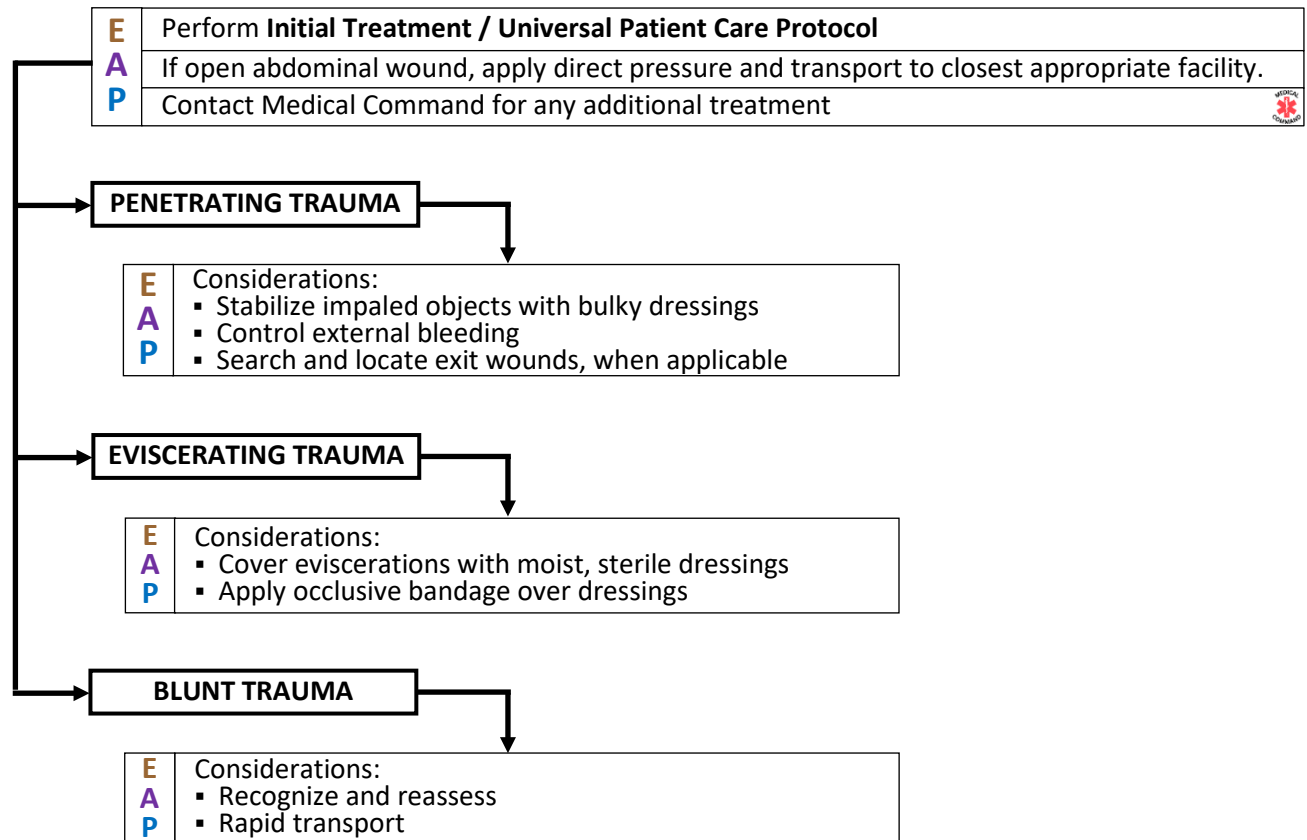 E
A
P
Perform Initial Treatment / Universal Patient Care Protocol
If open abdominal wound, apply direct pressure and transport to closest appropriate facility.
Contact Medical Command for any additional treatment
MEDICAL
COMMAND
PENETRATING TRAUMA
E
A
P
Considerations:
▪ Stabilize impaled objects with bulky dressings
▪ Control external bleeding
▪ Search and locate exit wounds, when applicable
EVISCERATING TRAUMA
E
A
P
Considerations:
▪ Cover eviscerations with moist, sterile dressings
▪ Apply occlusive bandage over dressings
BLUNT TRAUMA
E
A
P
Considerations:
▪ Recognize and reassess
▪ Rapid transport